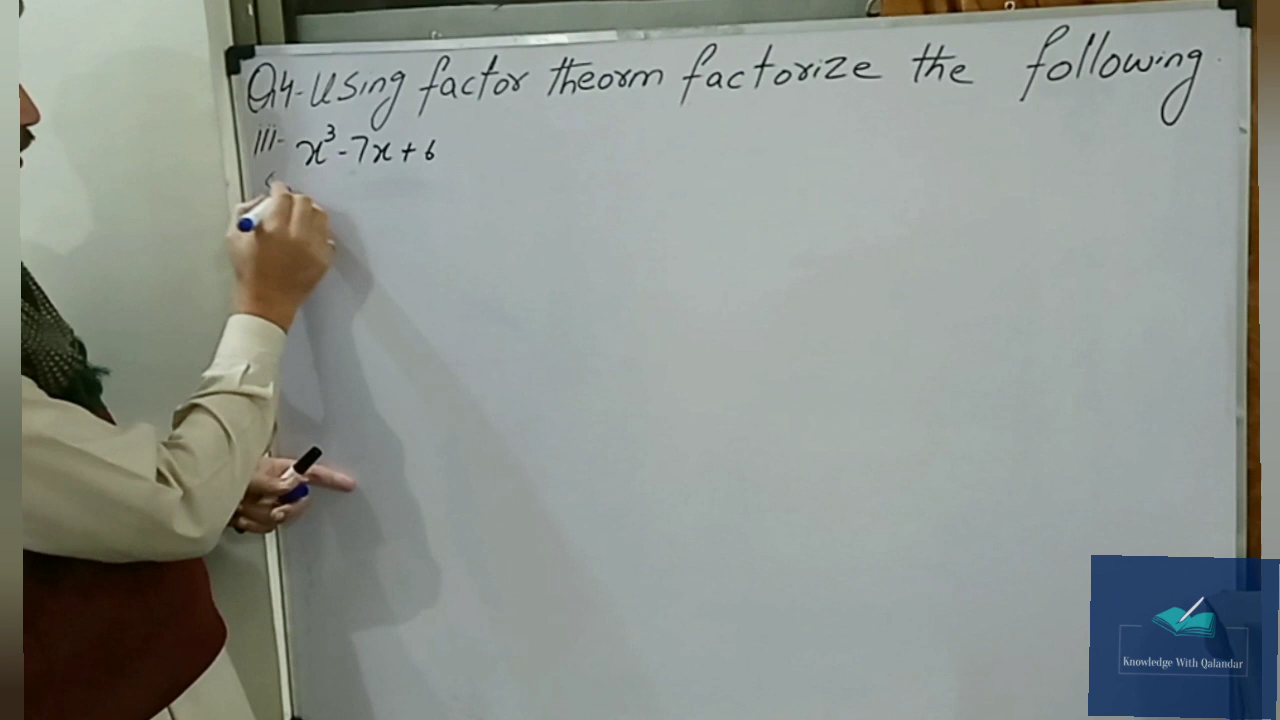 Q4-Using factor theorm factorize the following.
iii- x³-7x+6
Knowledge With Qalandar